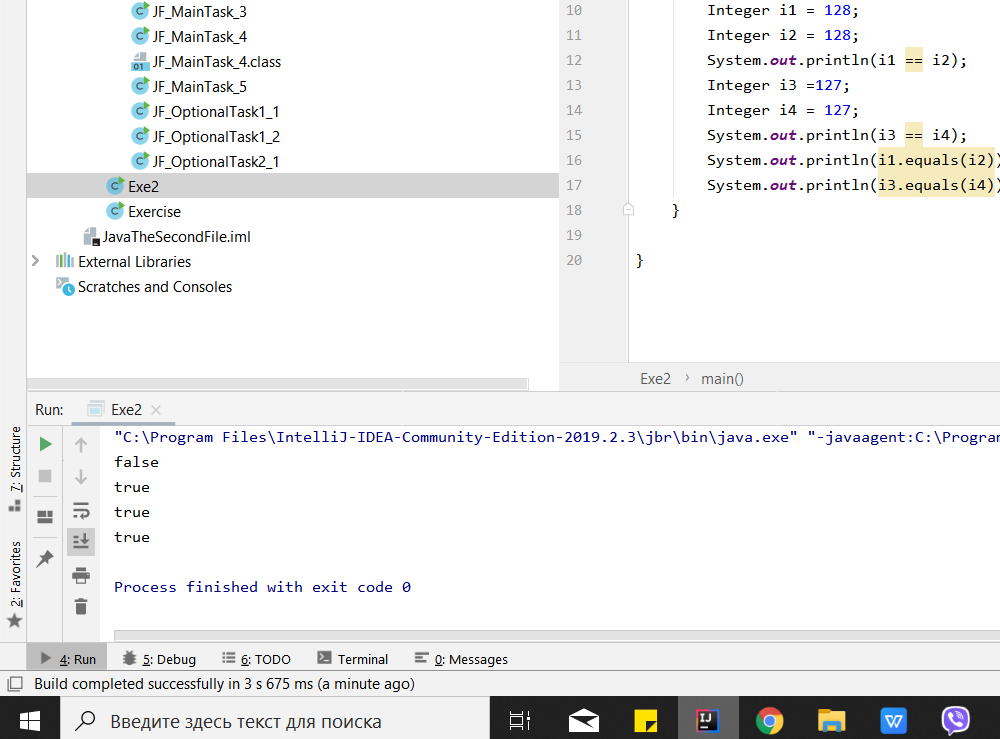 JF_MainTask_3
JF_MainTask_4
JF_MainTask_4.class
JF_MainTask_5
JF_OptionalTask1_1
JF_OptionalTask1_2
JF_OptionalTask2_1
Exe2
Exercise
JavaTheSecondFile.iml
External Libraries
Scratches and Consoles
10 Integer i1 = 128;
11 Integer i2 = 128;
12 System.out.println(i1 == i2);
13 Integer i3 =127;
14 Integer i4 = 127;
15 System.out.println(i3 == i4);
16 System.out.println(i1.equals(i2))
17 System.out.println(i3.equals(i4))
18 }
19
20 }
Exe2 › main()
Run: Exe2
"C:\Program Files\IntelliJ-IDEA-Community-Edition-2019.2.3\jbr\bin\java.exe" "-javaagent:C:\Program
false
true
true
true
Process finished with exit code 0
7: Structure
2: Favorites
4: Run 5: Debug 6: TODO Terminal 0: Messages
Build completed successfully in 3 s 675 ms (a minute ago)
Введите здесь текст для поиска